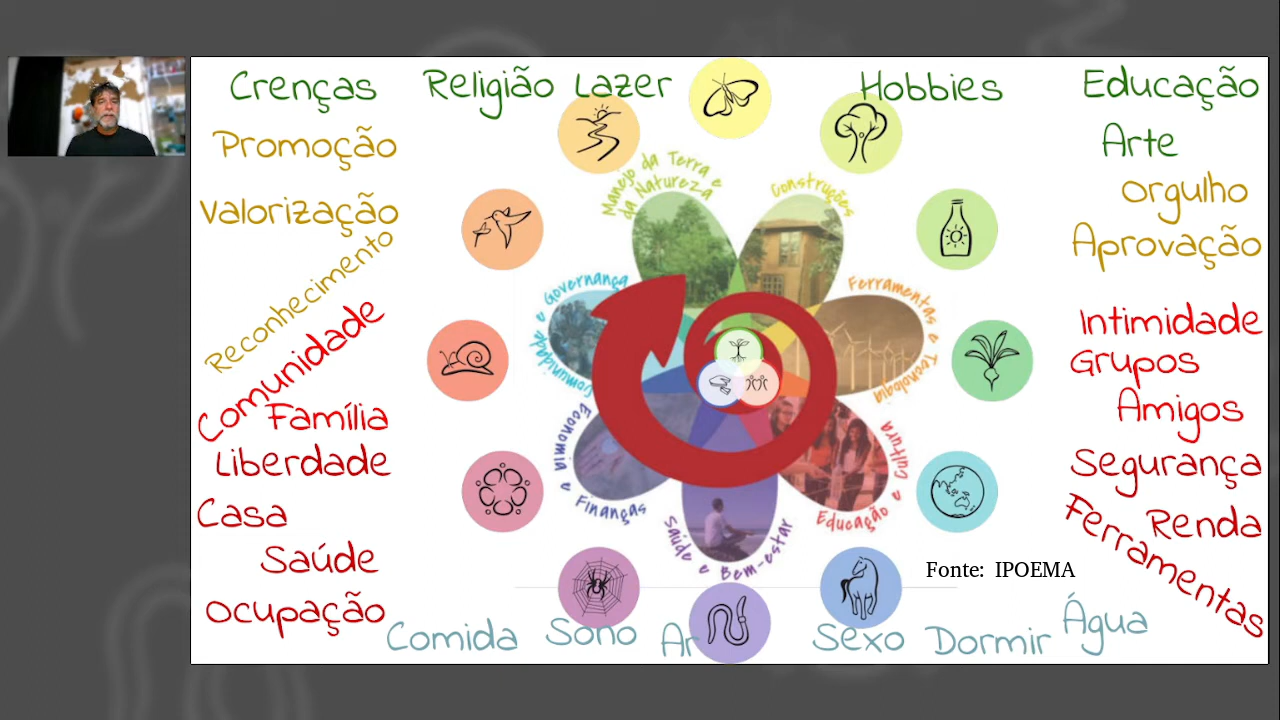 Crenças
Religião
Lazer
Hobbies
Educação
Promoção
Arte
Valorização
Orgulho
Reconhecimento
Aprovação
Manejo da Terra e
da Natureza
Construções
Comunidade e Governança
Ferramentas e Tecnologia
Comunidade
Intimidade
Grupos
Família
Amigos
Liberdade
Segurança
Economia e Finanças
Educação e Cultura
Saúde e Bem-estar
Casa
Renda
Ferramentas
Saúde
Fonte: IPOEMA
Ocupação
Comida
Sono
Ar
Sexo
Dormir
Água